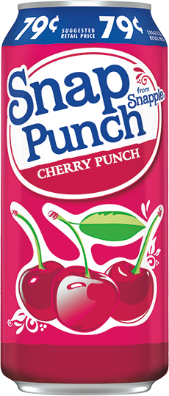 79¢ SUGGESTED RETAIL PRICE 79¢
Snap
from Snapple
Punch
CHERRY PUNCH